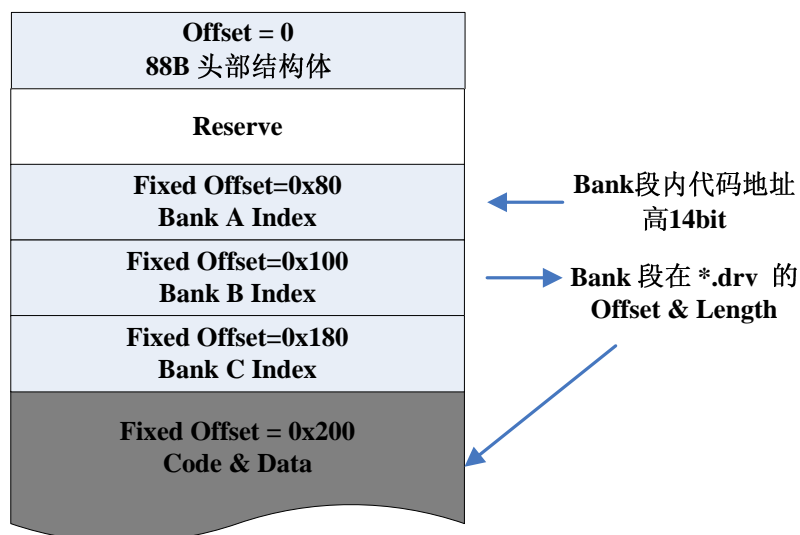 Offset = 0
88B 头部结构体
Reserve
Fixed Offset=0x80
Bank A Index
Fixed Offset=0x100
Bank B Index
Fixed Offset=0x180
Bank C Index
Fixed Offset = 0x200
Code & Data
Bank段内代码地址
高14bit
Bank 段在 *.drv 的
Offset & Length